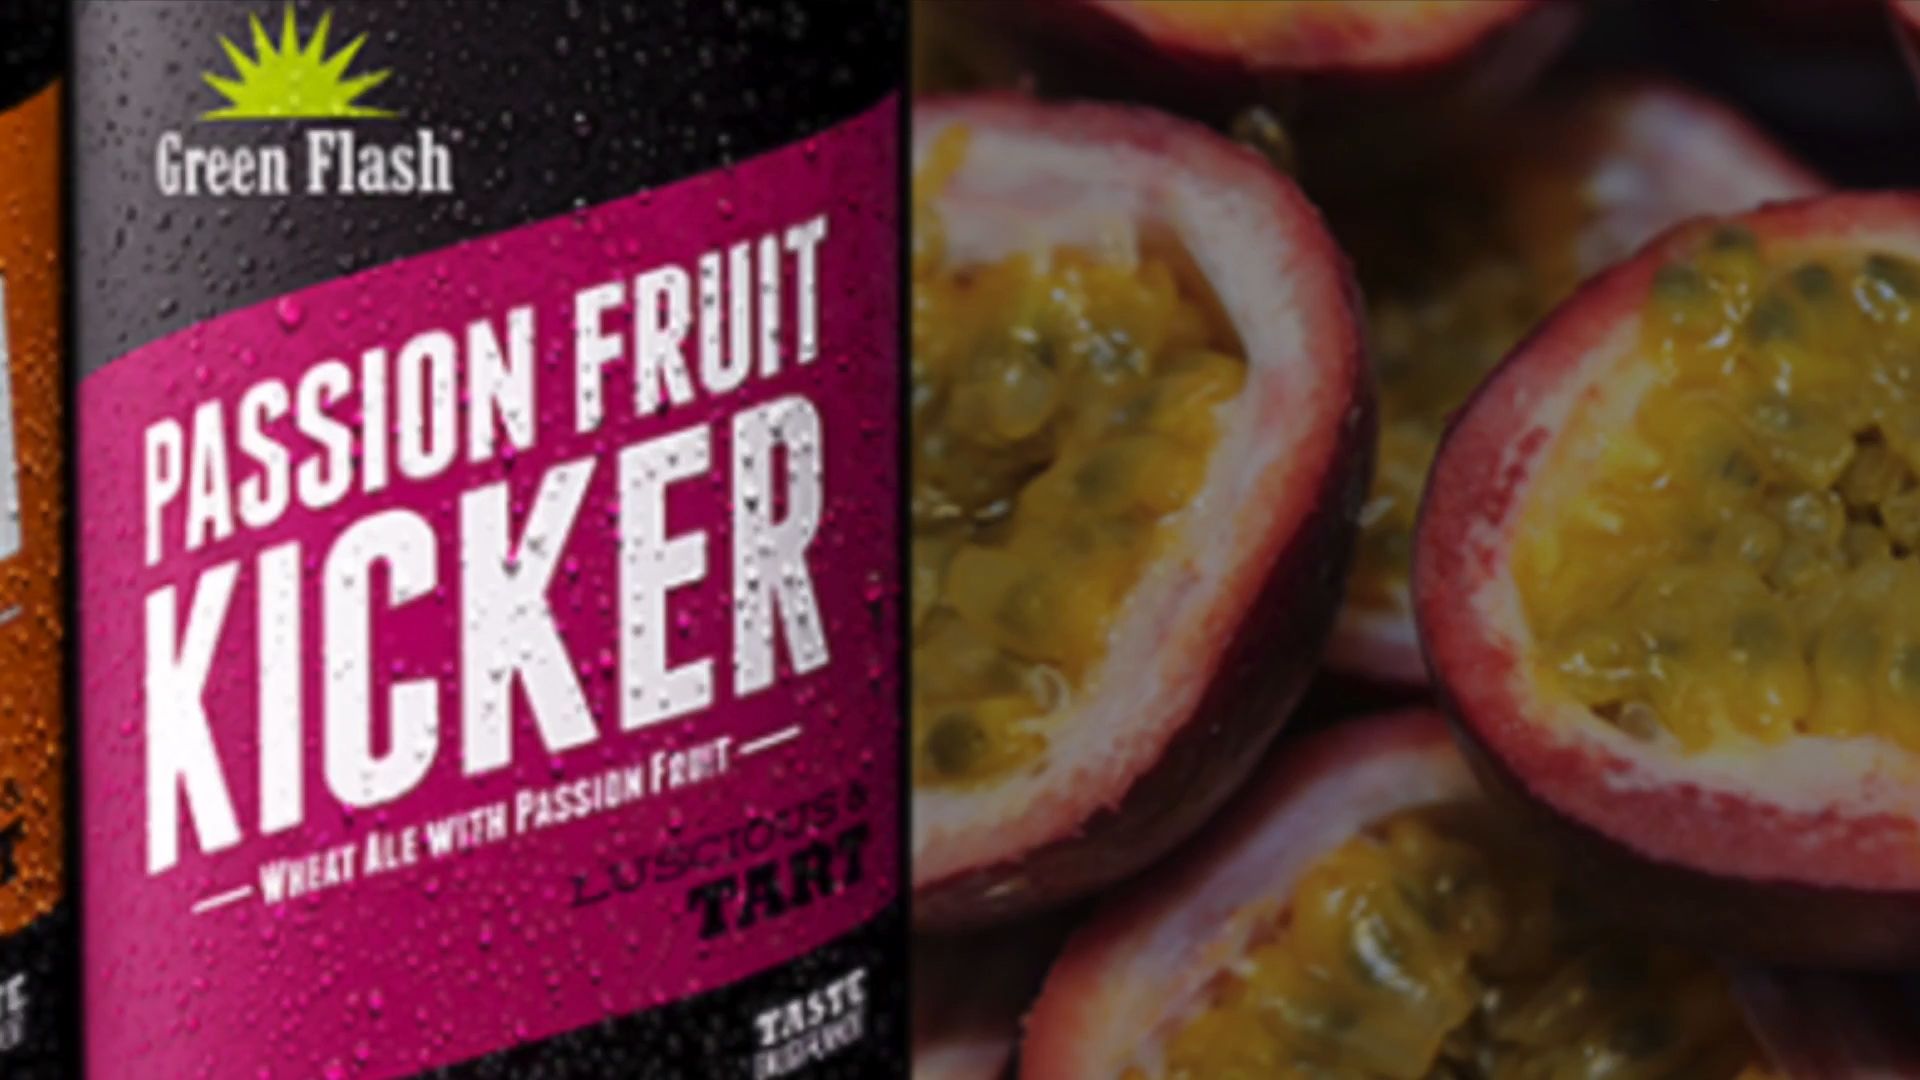 Green Flash
PASSION FRUIT
KICKER
WHEAT ALE WITH PASSION FRUIT
LUSCIOUS &
TART
TASTE